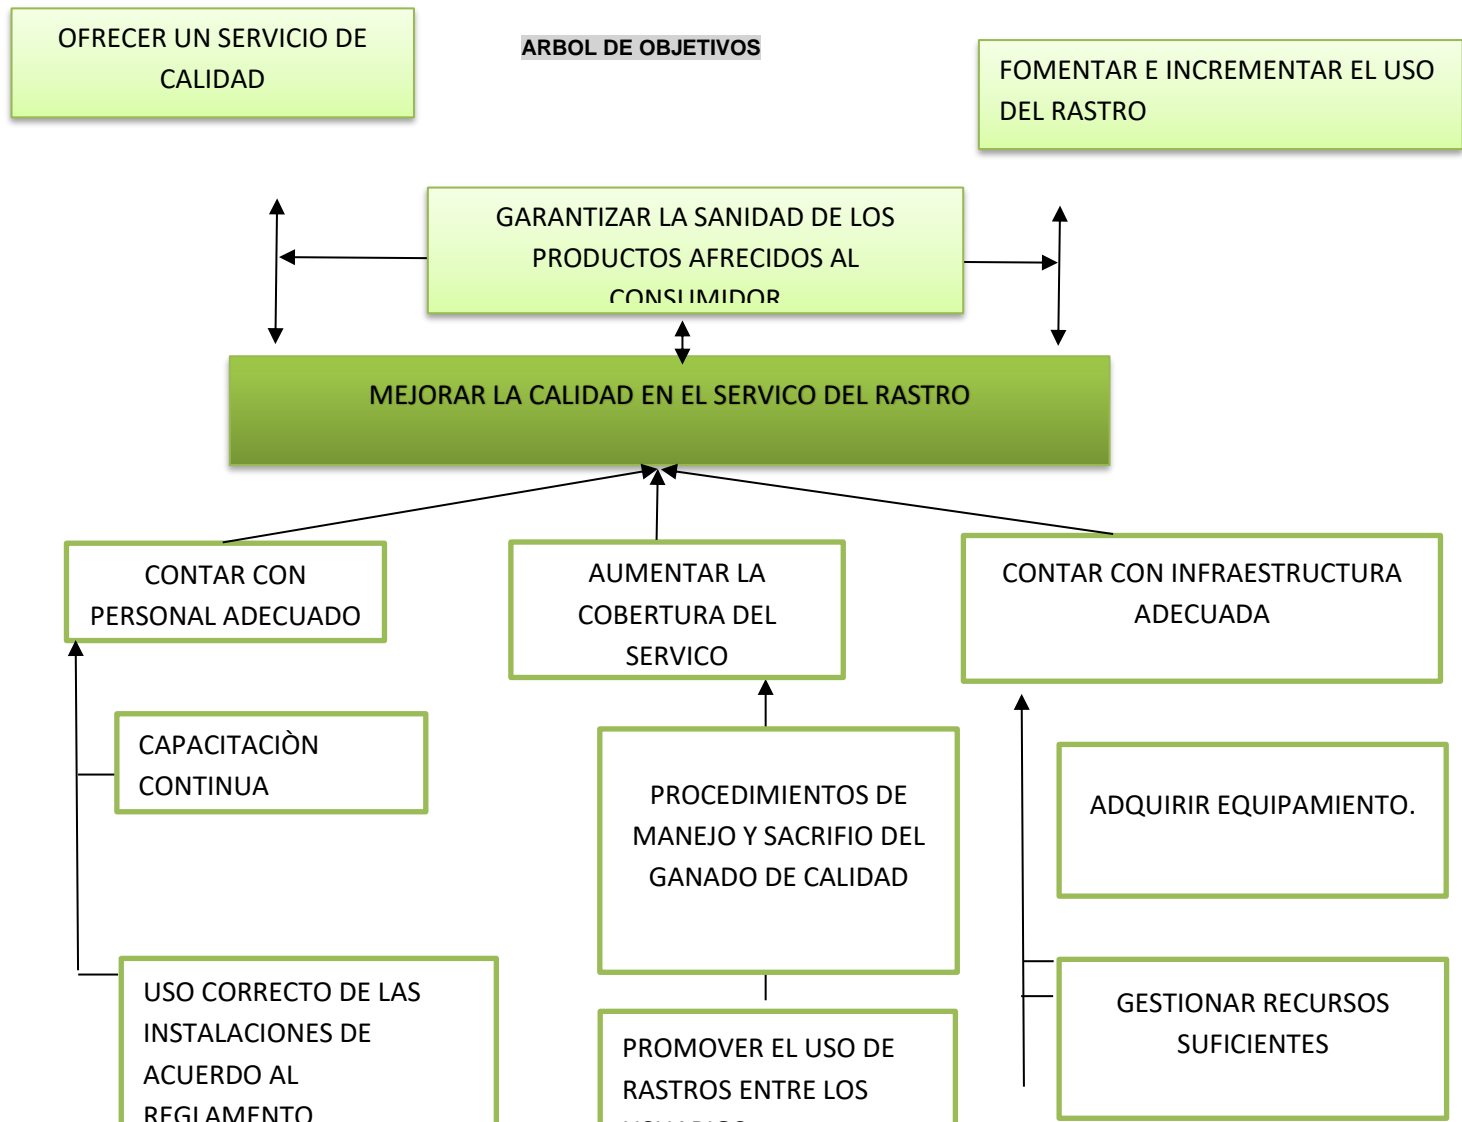 OFRECER UN SERVICIO DE
CALIDAD
ARBOL DE OBJETIVOS
FOMENTAR E INCREMENTAR EL USO
DEL RASTRO
GARANTIZAR LA SANIDAD DE LOS
PRODUCTOS AFRECIDOS AL
CONSUMIDOR
MEJORAR LA CALIDAD EN EL SERVICO DEL RASTRO
CONTAR CON
PERSONAL ADECUADO
AUMENTAR LA
COBERTURA DEL
SERVICO
CONTAR CON INFRAESTRUCTURA
ADECUADA
CAPACITACIÒN
CONTINUA
PROCEDIMIENTOS DE
MANEJO Y SACRIFIO DEL
GANADO DE CALIDAD
ADQUIRIR EQUIPAMIENTO.
USO CORRECTO DE LAS
INSTALACIONES DE
ACUERDO AL
REGLAMENTO
PROMOVER EL USO DE
RASTROS ENTRE LOS
GESTIONAR RECURSOS
SUFICIENTES